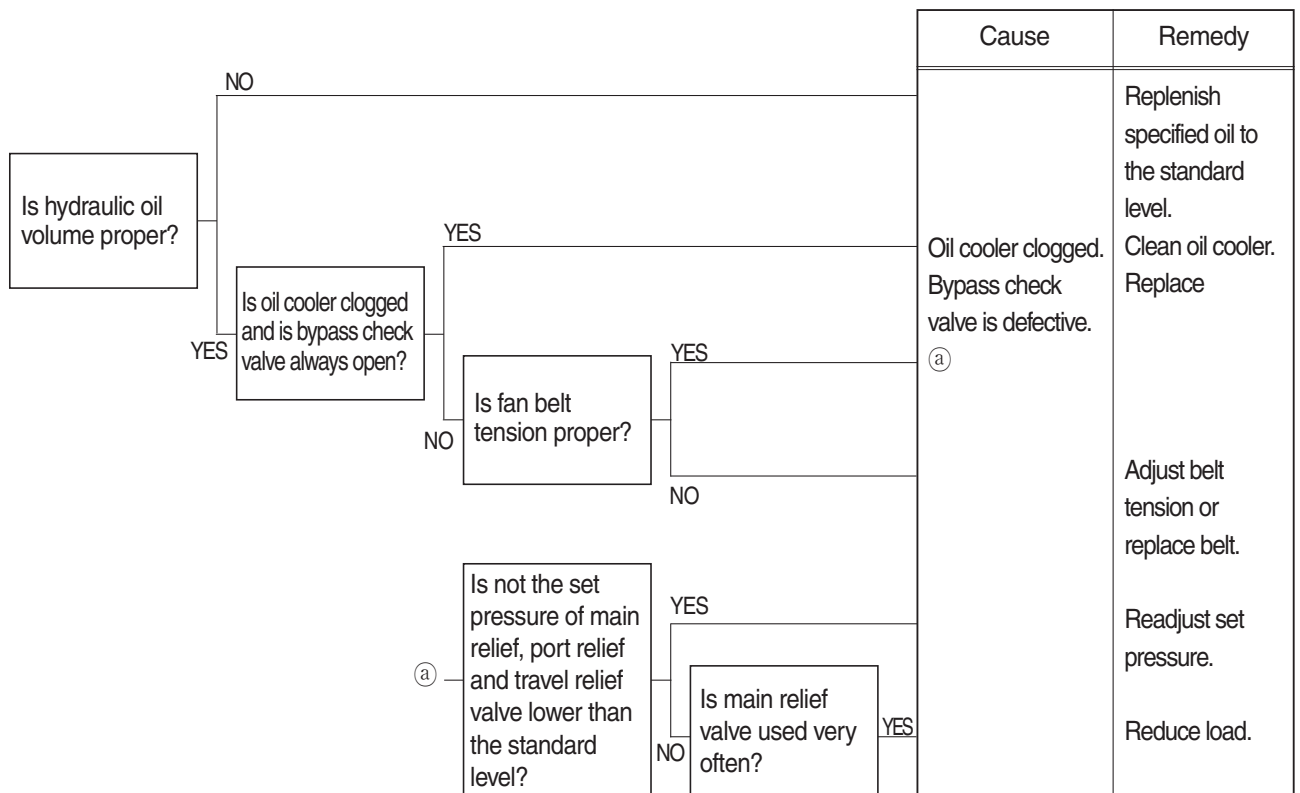 Cause
Remedy
NO
Replenish
specified oil to
the standard
level.
Is hydraulic oil
volume proper?
YES
YES
Oil cooler clogged.
Clean oil cooler.
Bypass check
valve is defective.
Replace
Is oil cooler clogged
and is bypass check
valve always open?
YES
ⓐ
NO
Is fan belt
tension proper?
NO
Adjust belt
tension or
replace belt.
ⓐ
Is not the set
pressure of main
relief, port relief
and travel relief
valve lower than
the standard
level?
YES
Readjust set
pressure.
NO
Is main relief
valve used very
often?
YES
Reduce load.